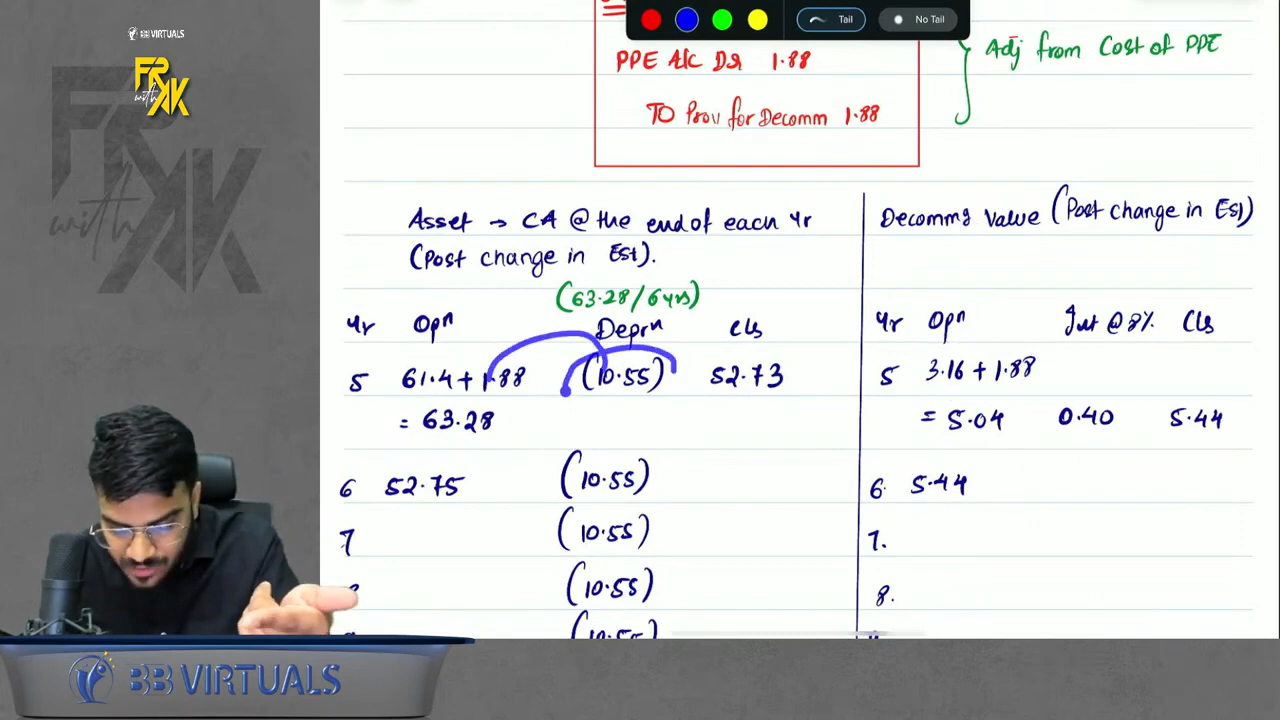 BB VIRTUALS
FR
with
AK
Tail
No Tail
PPE A/c Dr 1.88
TO Prov for Decomm 1.88
Adj from Cost of PPE
Asset → CA @ the end of each Yr
(Post change in Est).
(63.28/6 yrs)
Yr Opn Deprn Cls
5 61.4 + 1.88 (10.55) 52.73
= 63.28
6 52.75 (10.55)
7 (10.55)
(10.55)
(10.55)
Decommg Value (Post change in Est)
Yr Opn Int @ 8% Cls
5 3.16 + 1.88
= 5.04 0.40 5.44
6. 5.44
7.
8.
BB VIRTUALS